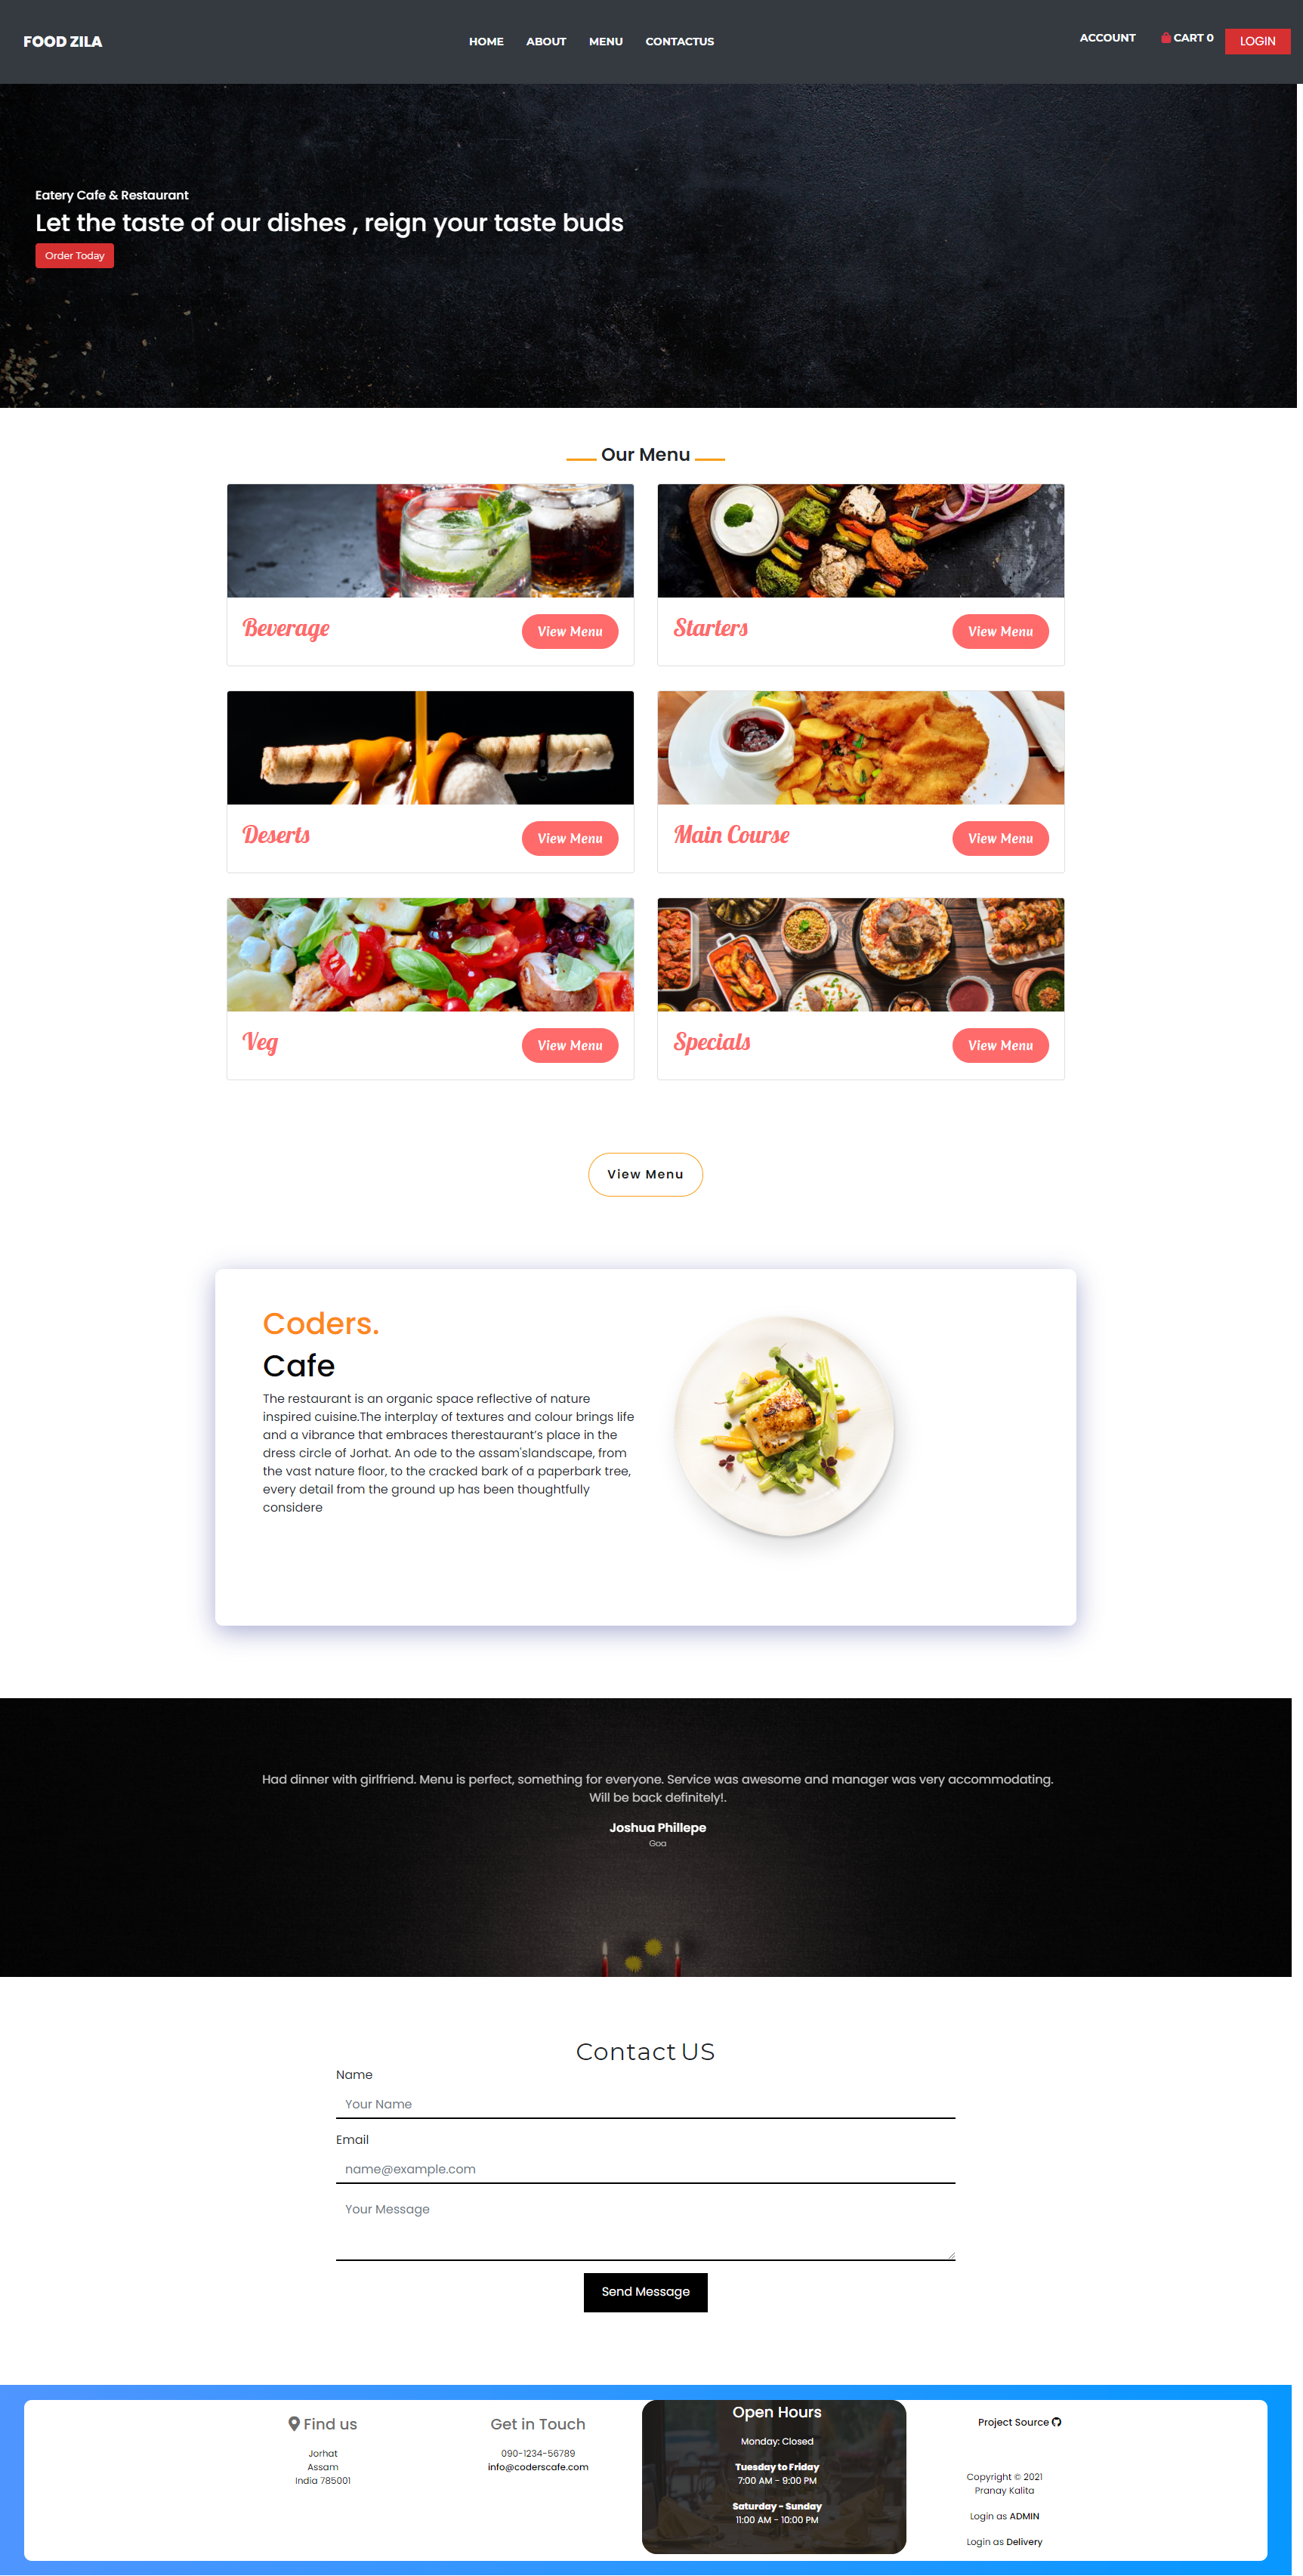 FOOD ZILA
HOME ABOUT MENU CONTACTUS
ACCOUNT CART 0 LOGIN
Eatery Cafe & Restaurant
Let the taste of our dishes , reign your taste buds
Order Today
Our Menu
Beverage View Menu
Starters View Menu
Deserts View Menu
Main Course View Menu
Veg View Menu
Specials View Menu
View Menu
Coders.
Cafe
The restaurant is an organic space reflective of nature
inspired cuisine.The interplay of textures and colour brings life
and a vibrance that embraces therestaurant's place in the
dress circle of Jorhat. An ode to the assam'slandscape, from
the vast nature floor, to the cracked bark of a paperbark tree,
every detail from the ground up has been thoughtfully
considere
Had dinner with girlfriend. Menu is perfect, something for everyone. Service was awesome and manager was very accommodating.
Will be back definitely!.
Joshua Phillepe
Goa
Contact US
Name
Your Name
Email
name@example.com
Your Message
Send Message
Find us
Jorhat
Assam
India 785001
Get in Touch
090-1234-56789
info@coderscafe.com
Open Hours
Monday: Closed
Tuesday to Friday
7:00 AM - 9:00 PM
Saturday - Sunday
11:00 AM - 10:00 PM
Project Source
Copyright © 2021
Pranay Kalita
Login as ADMIN
Login as Delivery